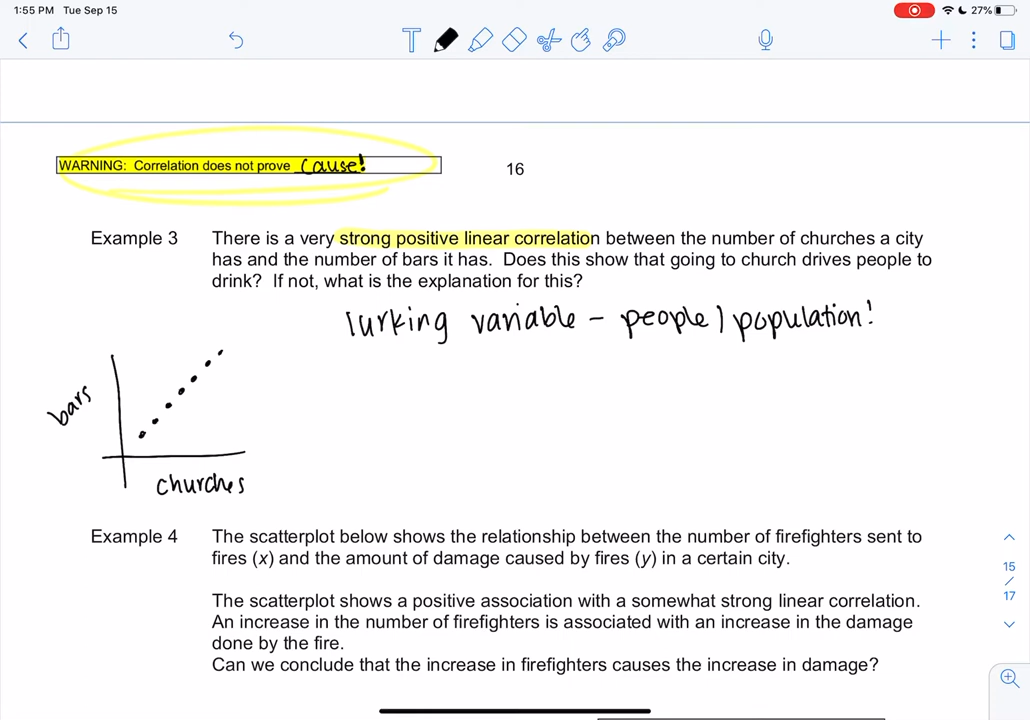 1:55 PM Tue Sep 15
27%
T
WARNING: Correlation does not prove cause!
16
Example 3 There is a very strong positive linear correlation between the number of churches a city
has and the number of bars it has. Does this show that going to church drives people to
drink? If not, what is the explanation for this?
lurking variable - people/population!
bars
churches
Example 4 The scatterplot below shows the relationship between the number of firefighters sent to
fires (x) and the amount of damage caused by fires (y) in a certain city.
15
/
17
The scatterplot shows a positive association with a somewhat strong linear correlation.
An increase in the number of firefighters is associated with an increase in the damage
done by the fire.
Can we conclude that the increase in firefighters causes the increase in damage?